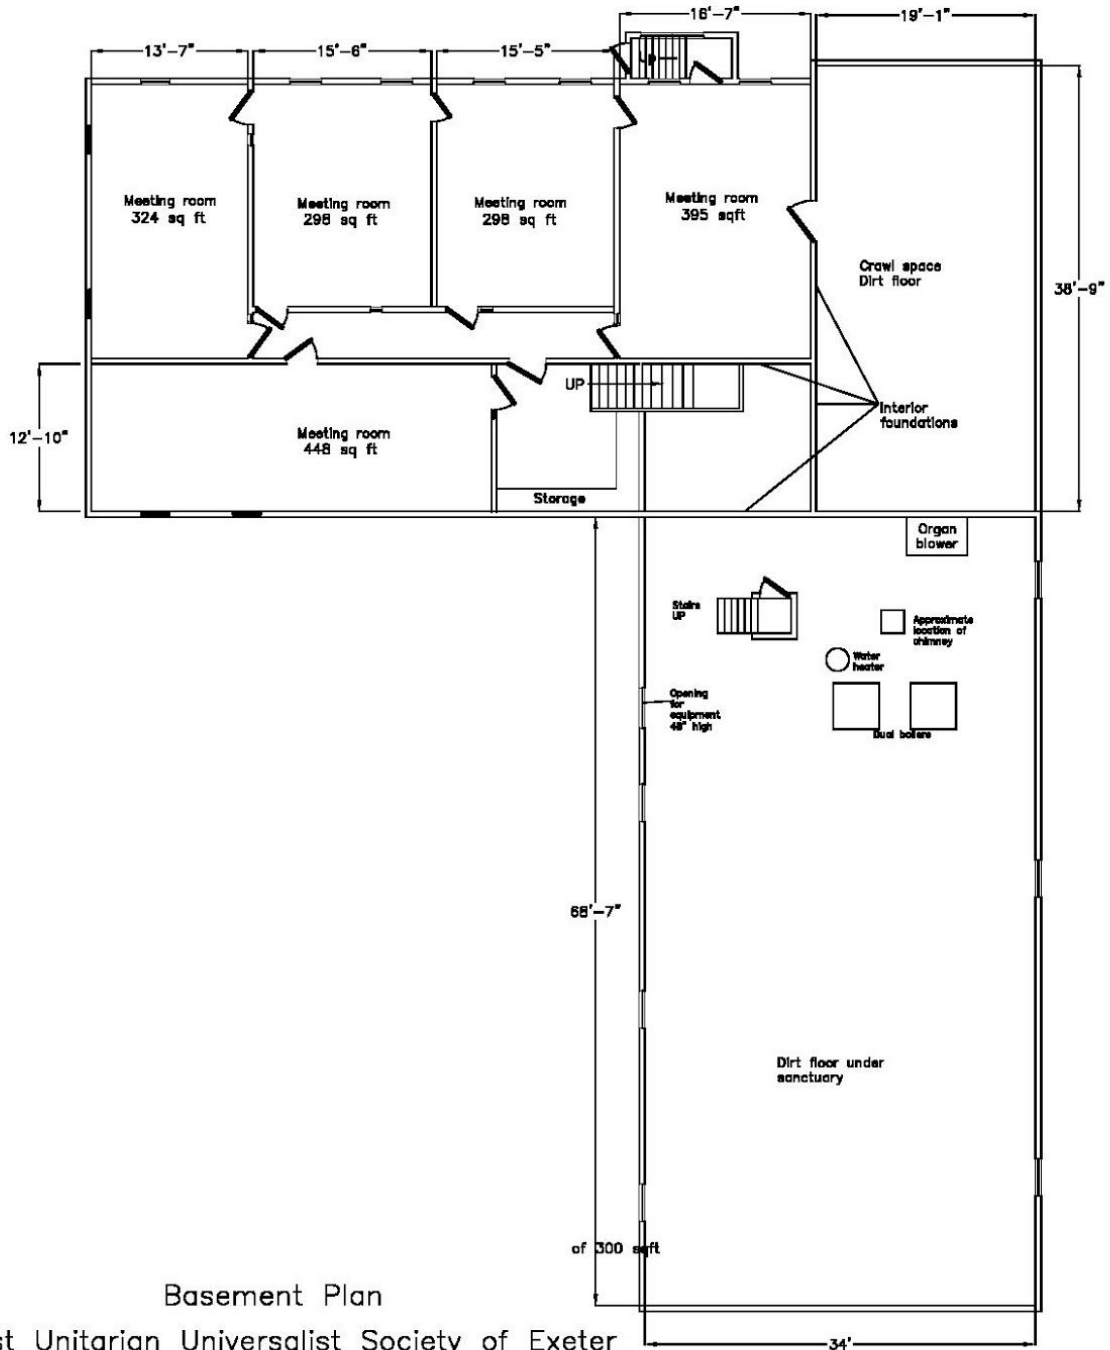 16'-7"
19'-1"
13'-7"
15'-6"
15'-5"
UP
Meeting room
324 sq ft
Meeting room
298 sq ft
Meeting room
298 sq ft
Meeting room
395 sqft
Crawl space
Dirt floor
38'-9"
UP
Interior
foundations
12'-10"
Meeting room
448 sq ft
Storage
Organ
blower
Stairs
UP
Approximate
location of
chimney
Water
heater
Opening
for
equipment
48" high
Dual boilers
68'-7"
Dirt floor under
sanctuary
of 300 sqft
Basement Plan
st Unitarian Universalist Society of Exeter
34'